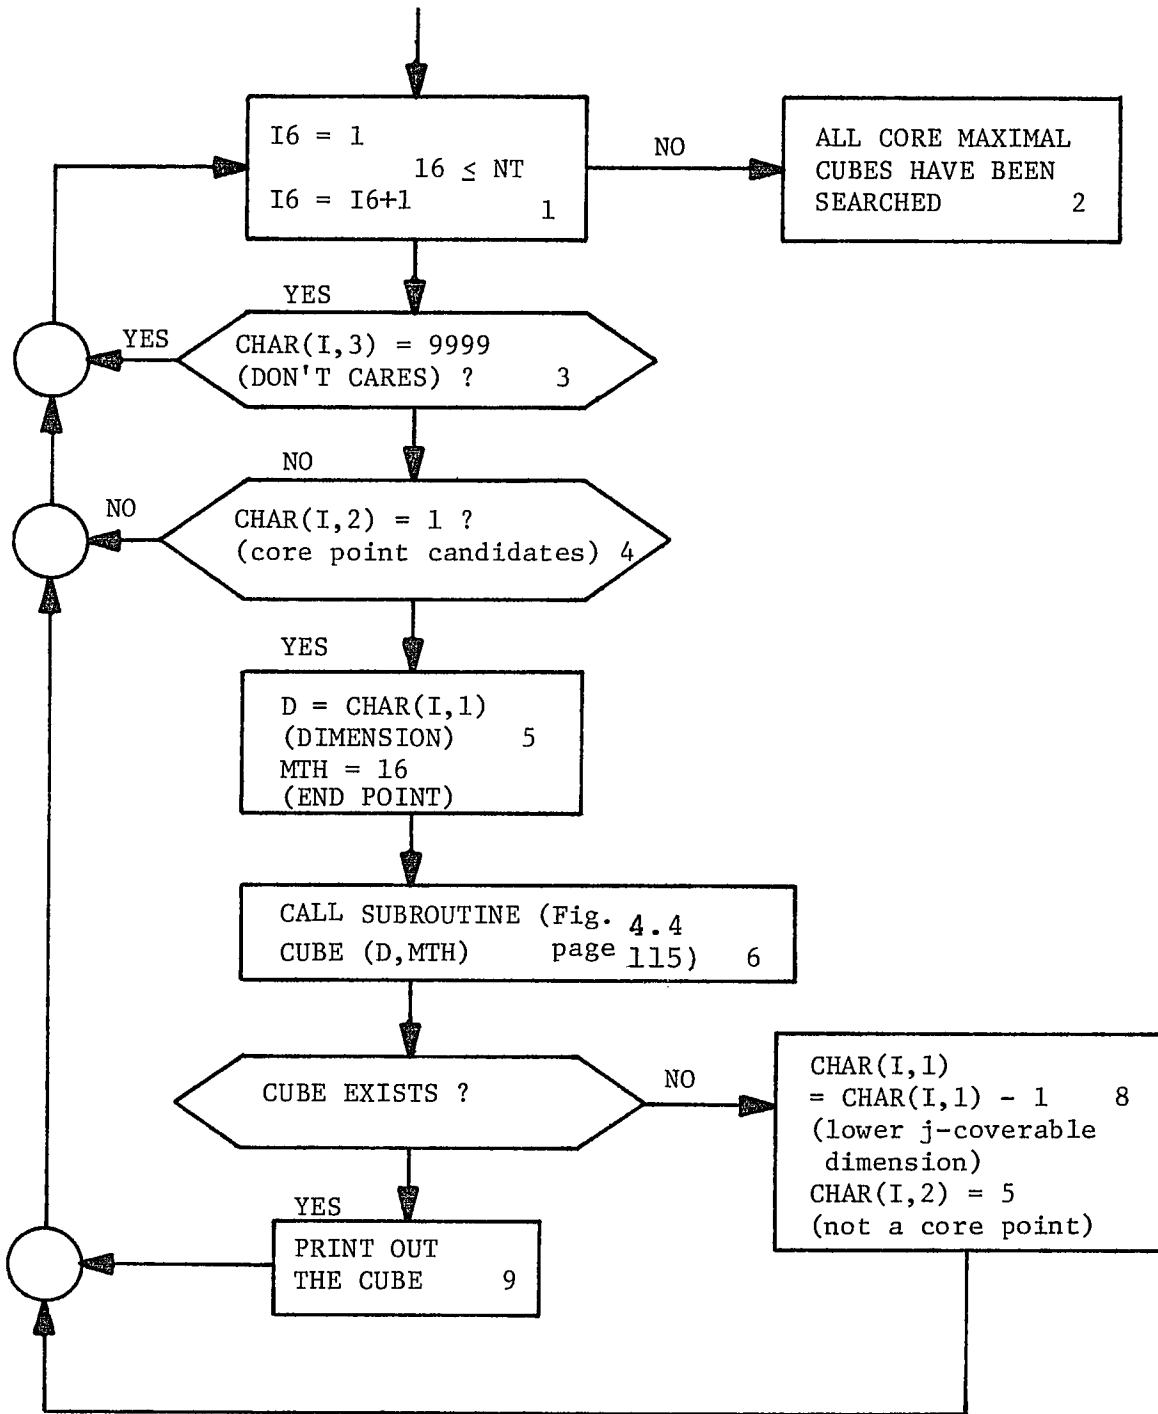 I6 = 1
16 ≤ NT
I6 = I6+1 1
NO
ALL CORE MAXIMAL
CUBES HAVE BEEN
SEARCHED 2
YES
YES
CHAR(I,3) = 9999
(DON'T CARES) ? 3
NO
NO
CHAR(I,2) = 1 ?
(core point candidates) 4
YES
D = CHAR(I,1)
(DIMENSION) 5
MTH = 16
(END POINT)
CALL SUBROUTINE (Fig. 4.4
CUBE (D,MTH) page 115) 6
CUBE EXISTS ?
NO
CHAR(I,1)
= CHAR(I,1) - 1 8
(lower j-coverable
dimension)
CHAR(I,2) = 5
(not a core point)
YES
PRINT OUT
THE CUBE 9